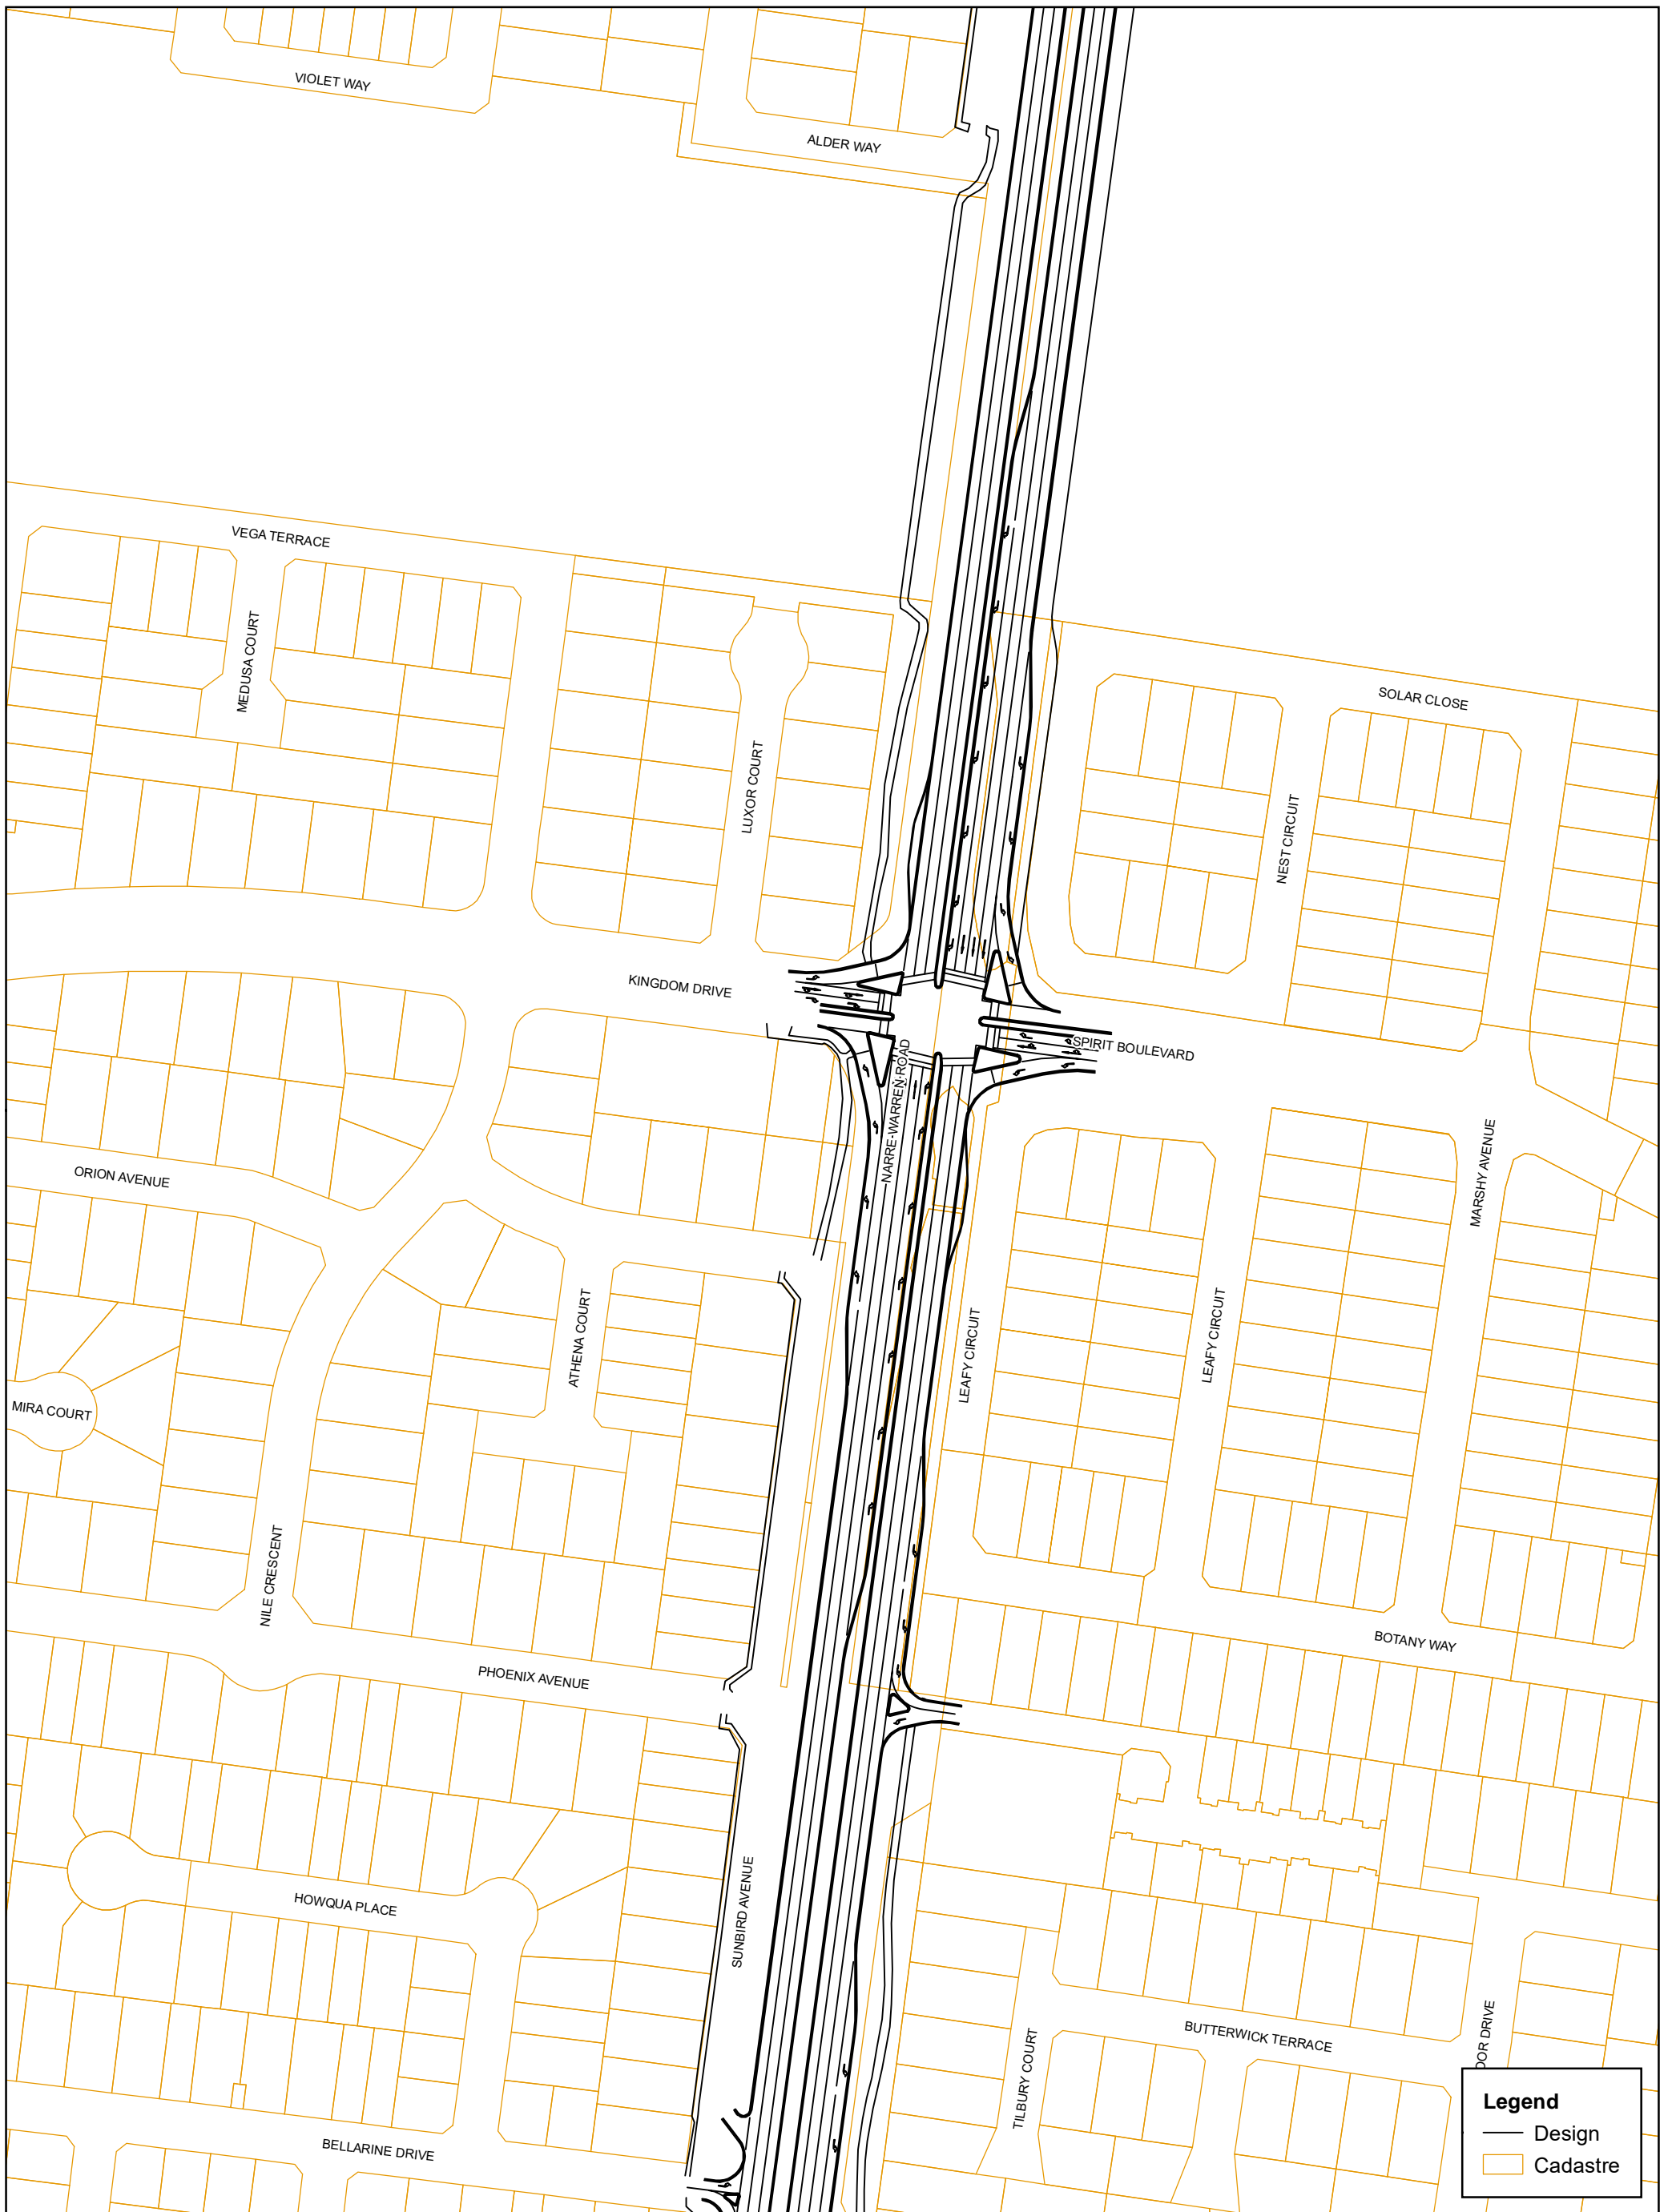 VIOLET WAY
ALDER WAY
VEGA TERRACE
MEDUSA COURT
SOLAR CLOSE
LUXOR COURT
NEST CIRCUIT
KINGDOM DRIVE
SPIRIT BOULEVARD
NARRE-WARREN-ROAD
MARSHY AVENUE
ORION AVENUE
ATHENA COURT
LEAFY CIRCUIT
LEAFY CIRCUIT
MIRA COURT
NILE CRESCENT
BOTANY WAY
PHOENIX AVENUE
HOWQUA PLACE
SUNBIRD AVENUE
BUTTERWICK TERRACE
TILBURY COURT
DRIVE
BELLARINE DRIVE
Legend
Design
Cadastre